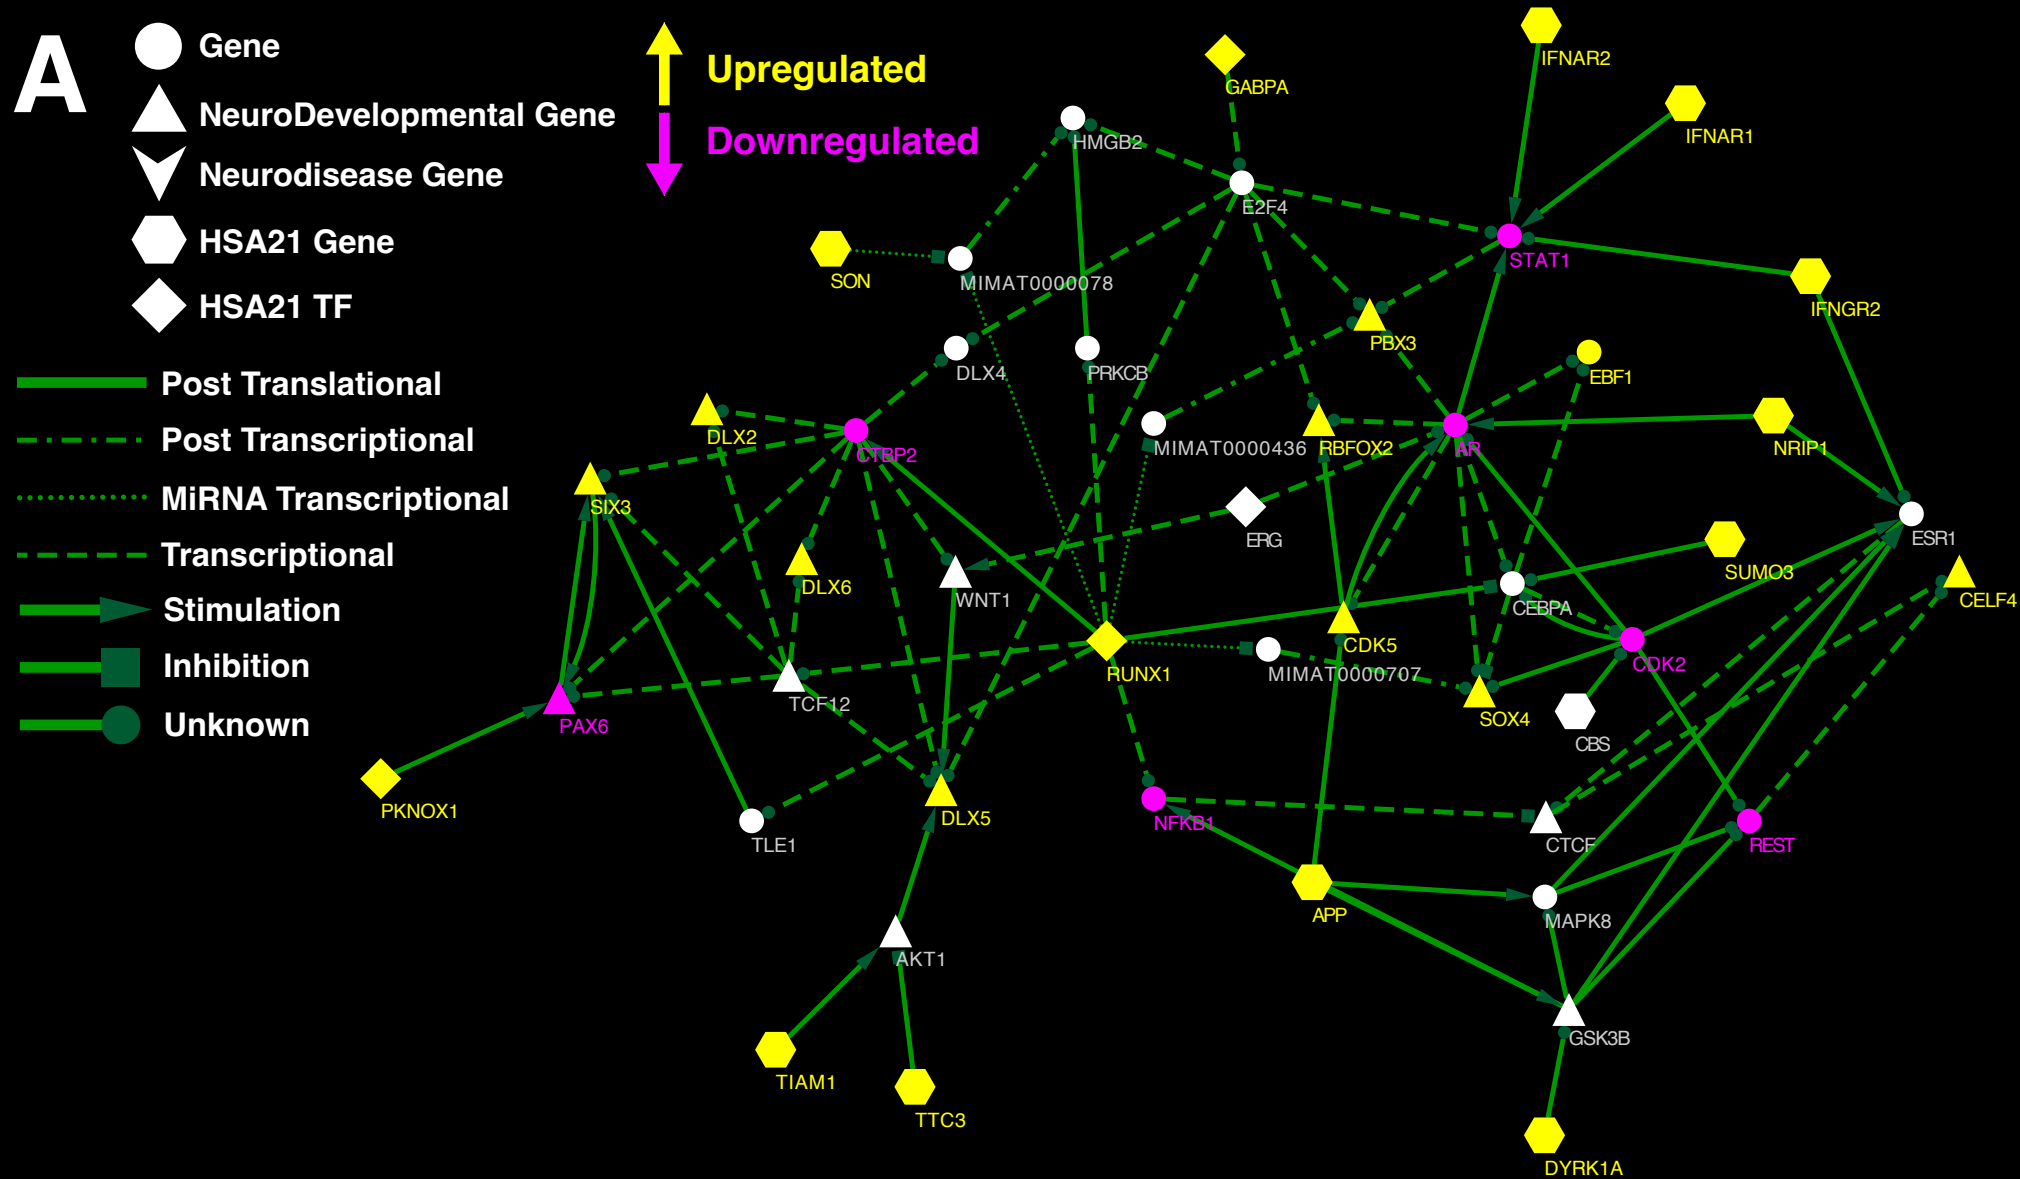 A
Gene
NeuroDevelopmental Gene
Neurodisease Gene
HSA21 Gene
HSA21 TF
Upregulated
Downregulated
Post Translational
Post Transcriptional
MiRNA Transcriptional
Transcriptional
Stimulation
Inhibition
Unknown
IFNAR2
GABPA
IFNAR1
HMGB2
E2F4
STAT1
SON
MIMAT0000078
IFNGR2
PBX3
DLX4
PRKCB
EBF1
DLX2
CTBP2
MIMAT0000436
RBFOX2
AR
NRIP1
SIX3
ERG
ESR1
SUMO3
DLX6
WNT1
CEBPA
CELF4
CDK5
RUNX1
MIMAT0000707
CDK2
TCF12
PAX6
SOX4
CBS
PKNOX1
DLX5
NFKB1
TLE1
CTCF
REST
APP
MAPK8
AKT1
GSK3B
TIAM1
TTC3
DYRK1A